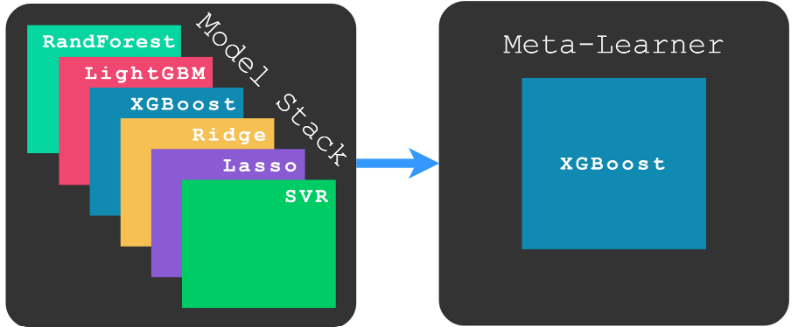 RandForest
LightGBM
XGBoost
Ridge
Lasso
SVR
Model Stack
Meta-Learner
XGBoost